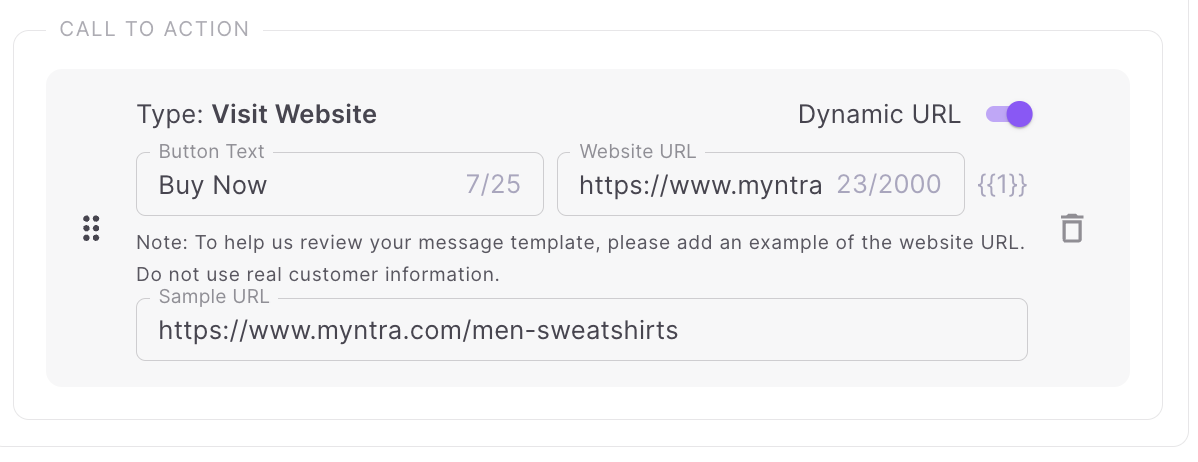 CALL TO ACTION
Type: Visit Website
Dynamic URL
Button Text
Website URL
Buy Now 7/25
https://www.myntra 23/2000 {{1}}
Note: To help us review your message template, please add an example of the website URL.
Do not use real customer information.
Sample URL
https://www.myntra.com/men-sweatshirts